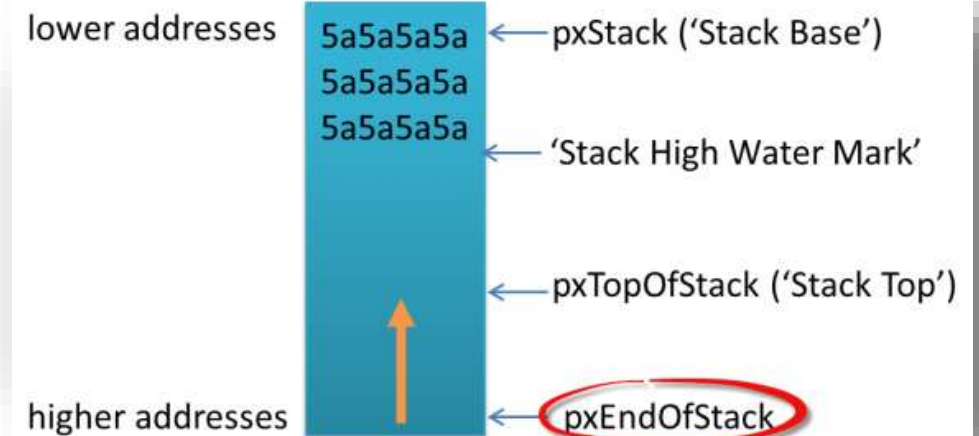 lower addresses
5a5a5a5a
pxStack (‘Stack Base’)
5a5a5a5a
5a5a5a5a
‘Stack High Water Mark’
pxTopOfStack (‘Stack Top’)
higher addresses
pxEndOfStack